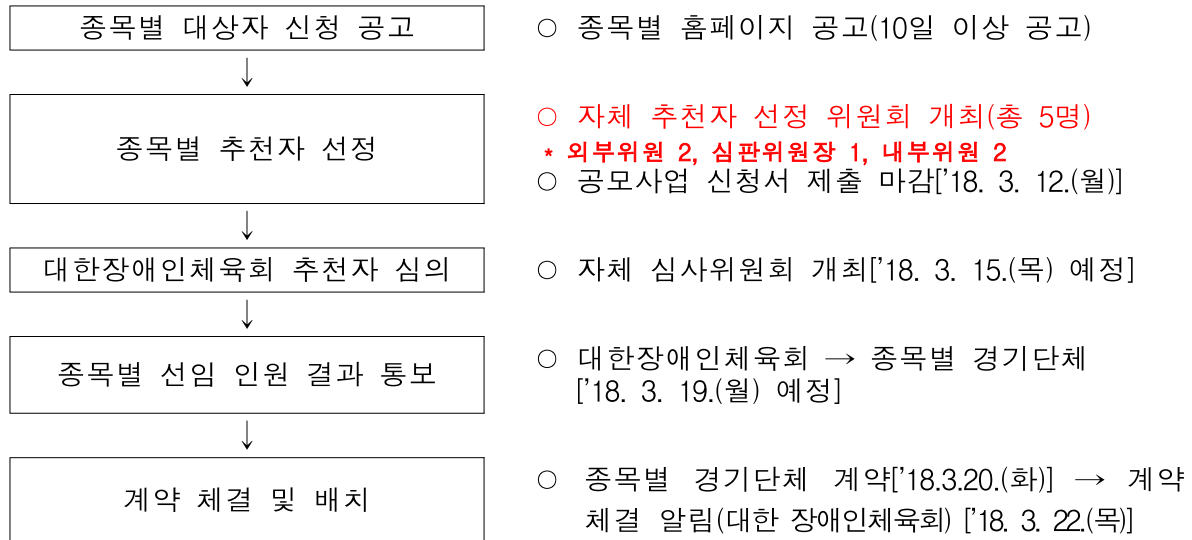 종목별 대상자 신청 공고
○ 종목별 홈페이지 공고(10일 이상 공고)
↓
종목별 추천자 선정
○ 자체 추천자 선정 위원회 개최(총 5명)
* 외부위원 2, 심판위원장 1, 내부위원 2
○ 공모사업 신청서 제출 마감['18. 3. 12.(월)]
↓
대한장애인체육회 추천자 심의
○ 자체 심사위원회 개최['18. 3. 15.(목) 예정]
↓
종목별 선임 인원 결과 통보
○ 대한장애인체육회 → 종목별 경기단체
['18. 3. 19.(월) 예정]
↓
계약 체결 및 배치
○ 종목별 경기단체 계약['18.3.20.(화)] → 계약
체결 알림(대한 장애인체육회) ['18. 3. 22.(목)]